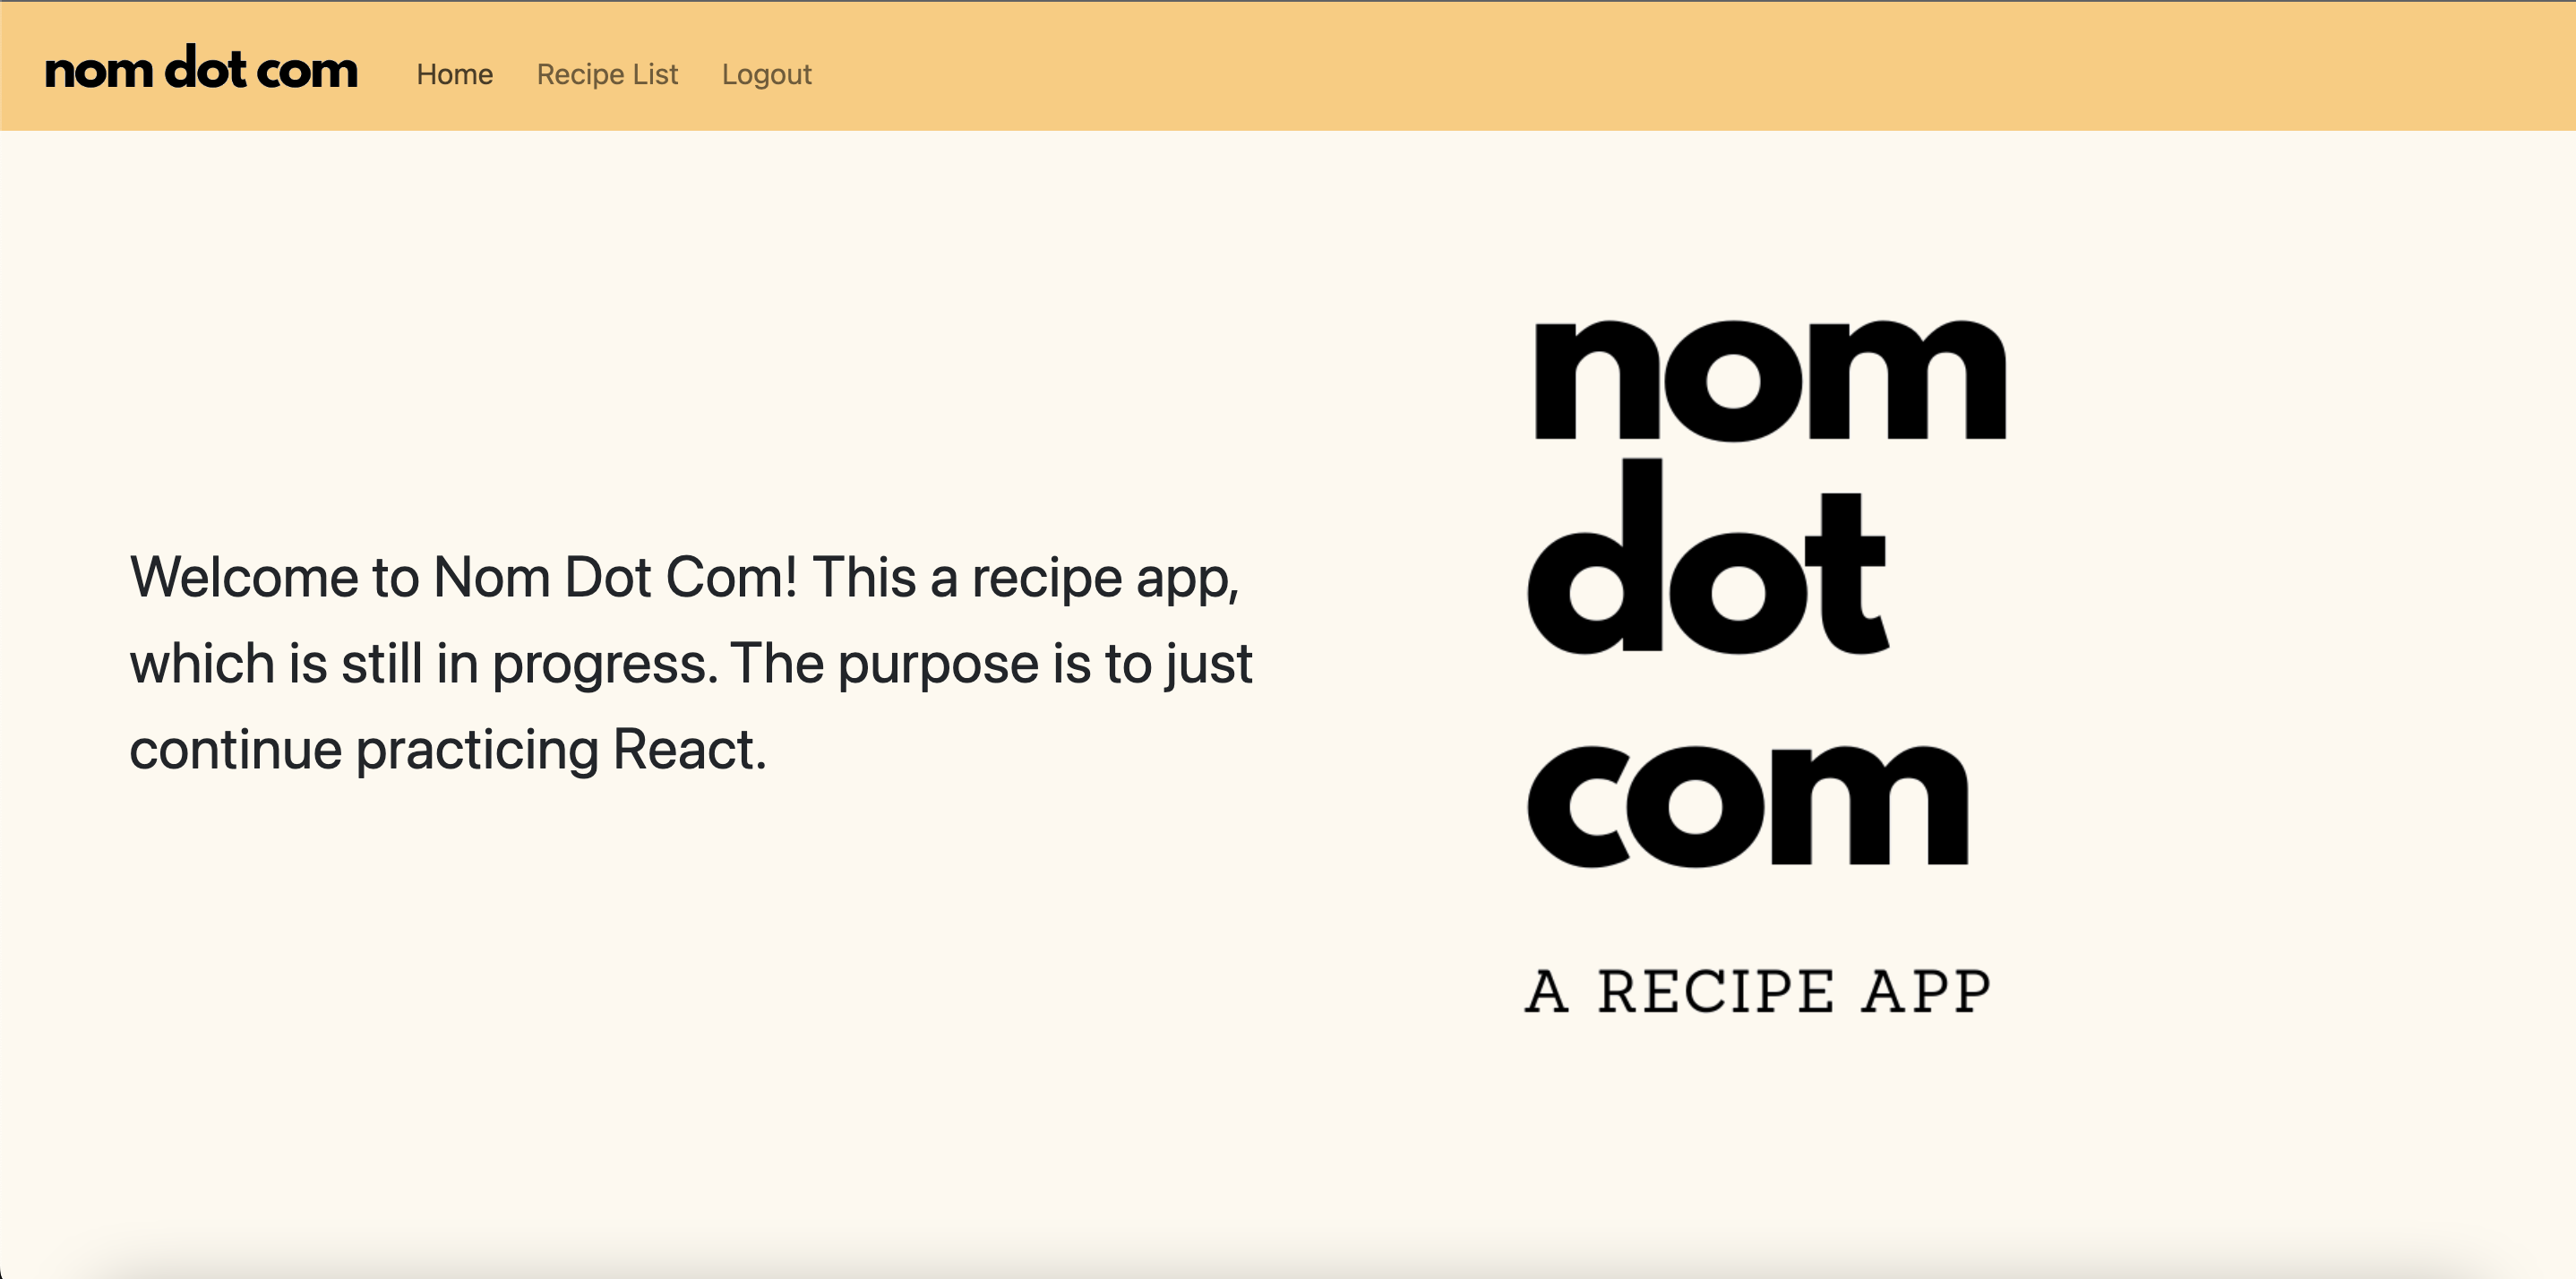 nom dot com Home Recipe List Logout
Welcome to Nom Dot Com! This a recipe app,
which is still in progress. The purpose is to just
continue practicing React.
nom
dot
com
A RECIPE APP